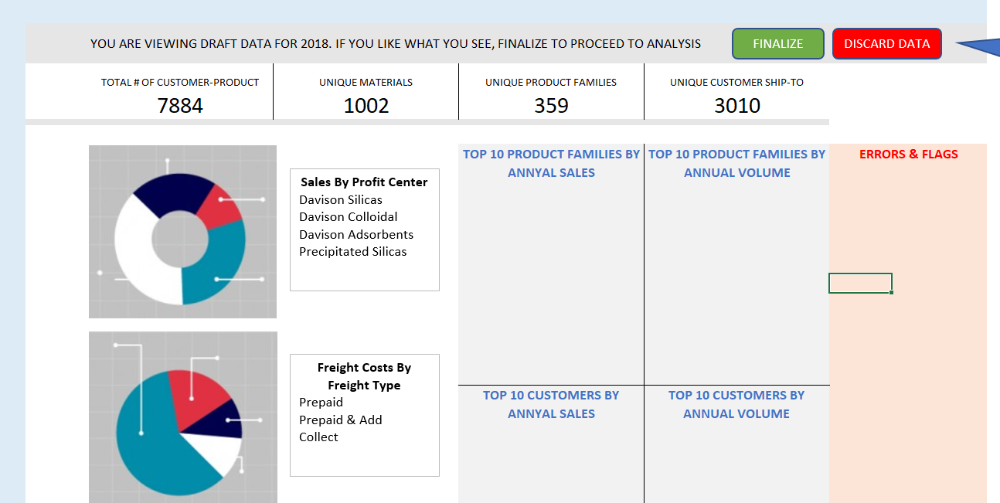 YOU ARE VIEWING DRAFT DATA FOR 2018. IF YOU LIKE WHAT YOU SEE, FINALIZE TO PROCEED TO ANALYSIS
FINALIZE
DISCARD DATA
TOTAL # OF CUSTOMER-PRODUCT
7884
UNIQUE MATERIALS
1002
UNIQUE PRODUCT FAMILIES
359
UNIQUE CUSTOMER SHIP-TO
3010
Sales By Profit Center
Davison Silicas
Davison Colloidal
Davison Adsorbents
Precipitated Silicas
Freight Costs By
Freight Type
Prepaid
Prepaid & Add
Collect
TOP 10 PRODUCT FAMILIES BY
ANNYAL SALES
TOP 10 PRODUCT FAMILIES BY
ANNUAL VOLUME
TOP 10 CUSTOMERS BY
ANNYAL SALES
TOP 10 CUSTOMERS BY
ANNUAL VOLUME
ERRORS & FLAGS